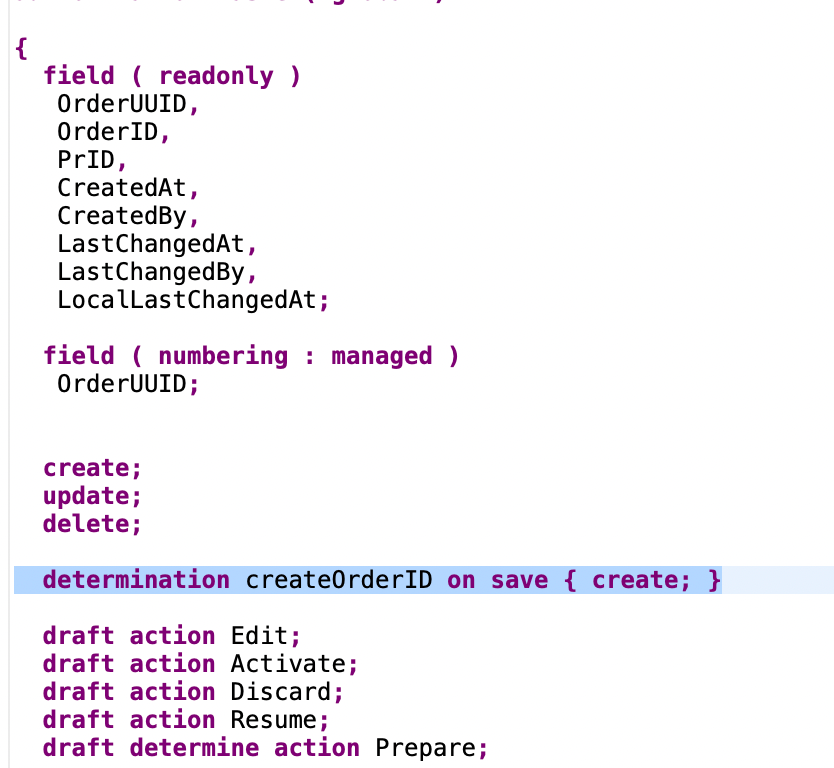 {
field ( readonly )
OrderUUID,
OrderID,
PrID,
CreatedAt,
CreatedBy,
LastChangedAt,
LastChangedBy,
LocalLastChangedAt;
field ( numbering : managed )
OrderUUID;
create;
update;
delete;
determination createOrderID on save { create; }
draft action Edit;
draft action Activate;
draft action Discard;
draft action Resume;
draft determine action Prepare;